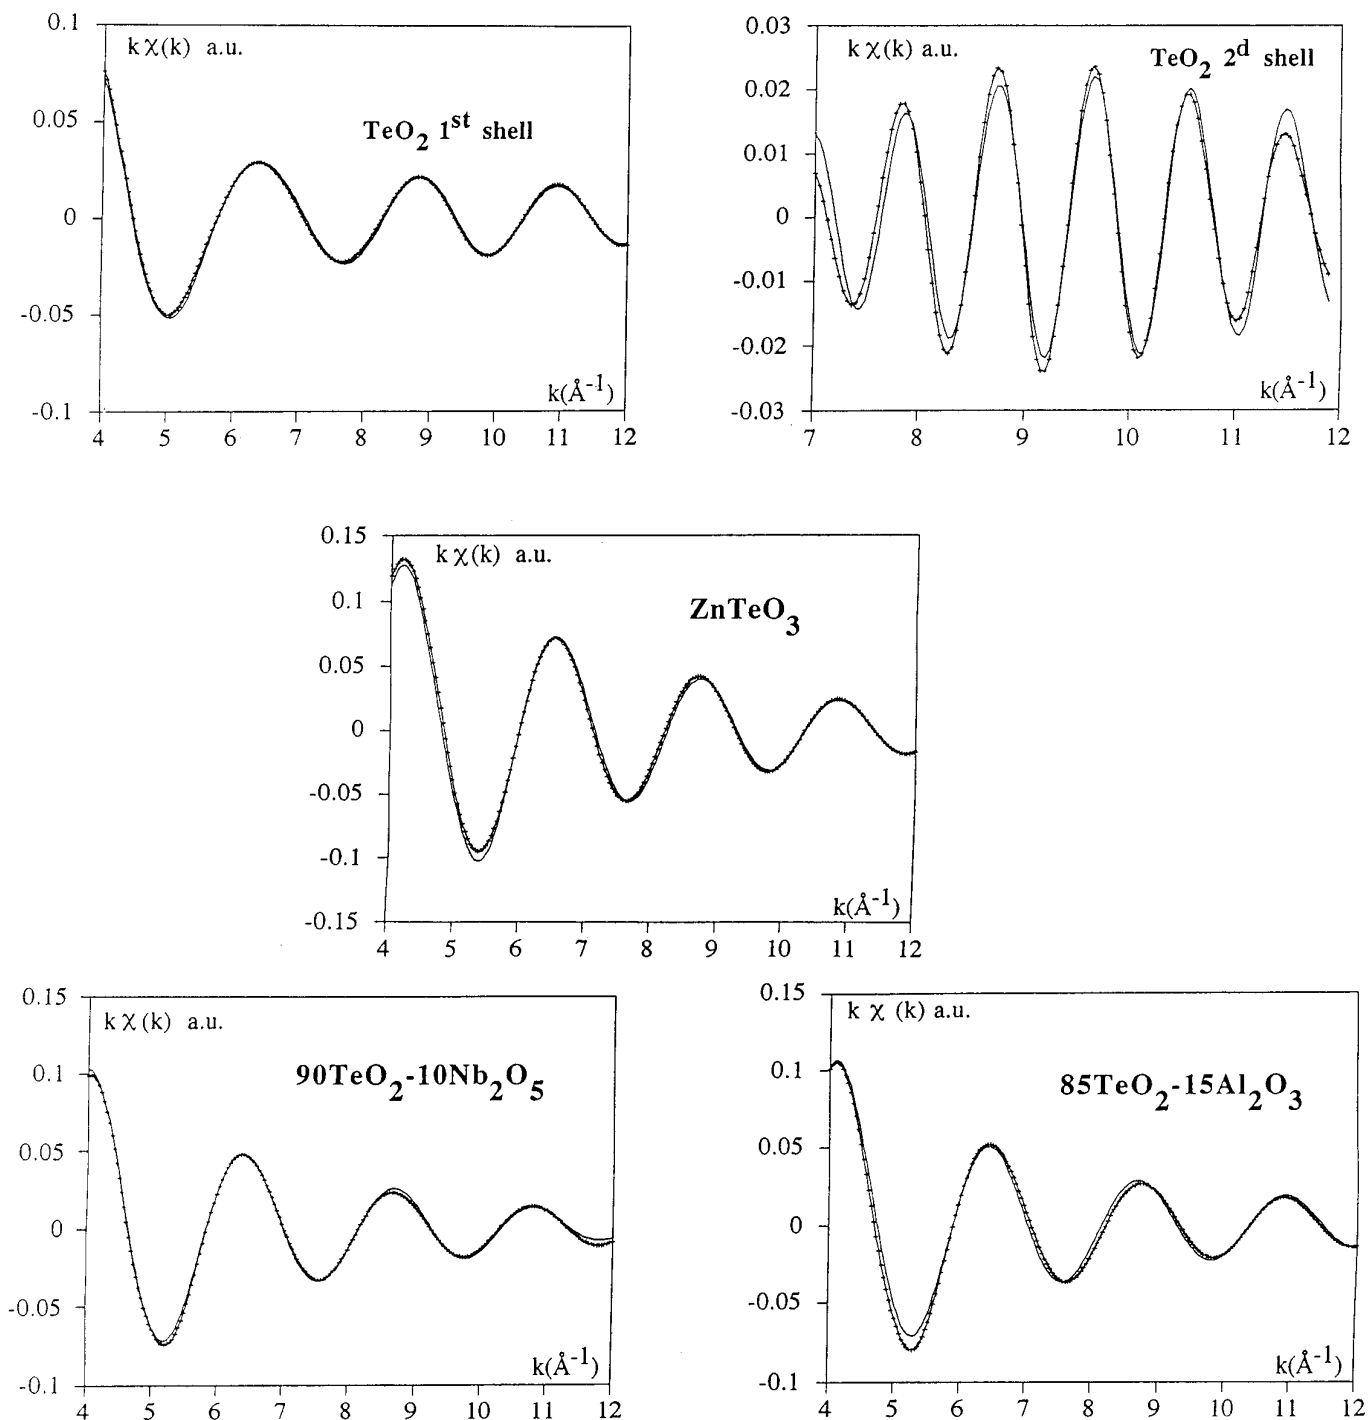 0.1
0.05
0
-0.05
-0.1
k χ(k) a.u.
TeO2 1st shell
k(Å-1)
4 5 6 7 8 9 10 11 12
0.03
0.02
0.01
0
-0.01
-0.02
-0.03
k χ(k) a.u.
TeO2 2d shell
k(Å-1)
7 8 9 10 11 12
0.15
0.1
0.05
0
-0.05
-0.1
-0.15
k χ(k) a.u.
ZnTeO3
k(Å-1)
4 5 6 7 8 9 10 11 12
0.15
0.1
0.05
0
-0.05
-0.1
k χ (k) a.u.
90TeO2-10Nb2O5
k(Å-1)
4 5 6 7 8 9 10 11 12
0.15
0.1
0.05
0
-0.05
-0.1
k χ (k) a.u.
85TeO2-15Al2O3
k(Å-1)
4 5 6 7 8 9 10 11 12